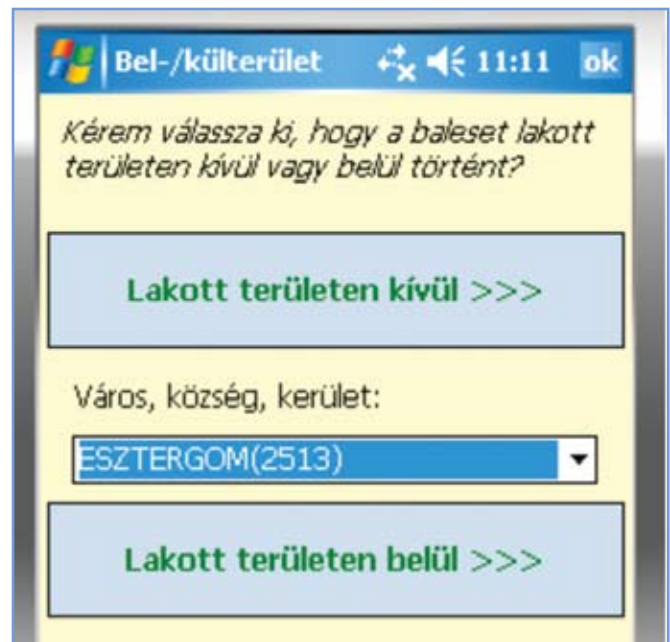 Bel-/külterület 11:11 ok
Kérem válassza ki, hogy a baleset lakott
területen kívül vagy belül történt?
Lakott területen kívül >>>
Város, község, kerület:
ESZTERGOM(2513)
Lakott területen belül >>>